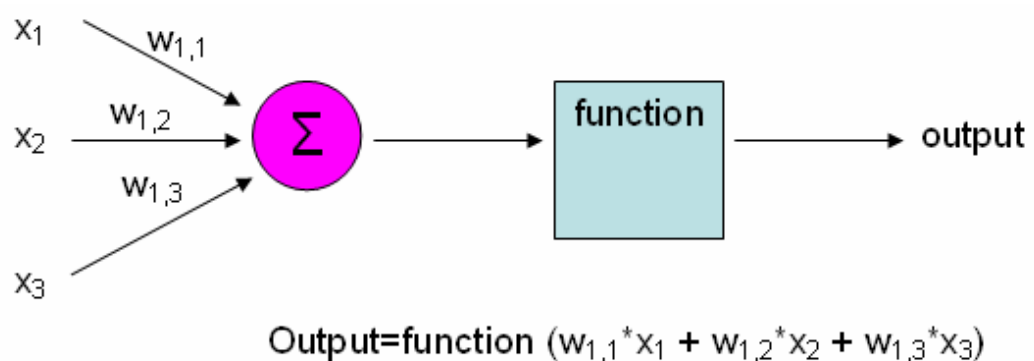 x₁
w₁,₁
x₂
w₁,₂
Σ
function
output
w₁,₃
x₃
Output=function (w₁,₁*x₁ + w₁,₂*x₂ + w₁,₃*x₃)